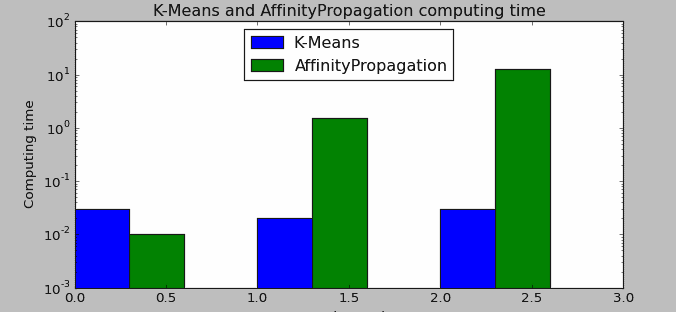 K-Means and AffinityPropagation computing time
10^2
K-Means
AffinityPropagation
10^1
10^0
10^-1
10^-2
10^-3
Computing time
0.0 0.5 1.0 1.5 2.0 2.5 3.0